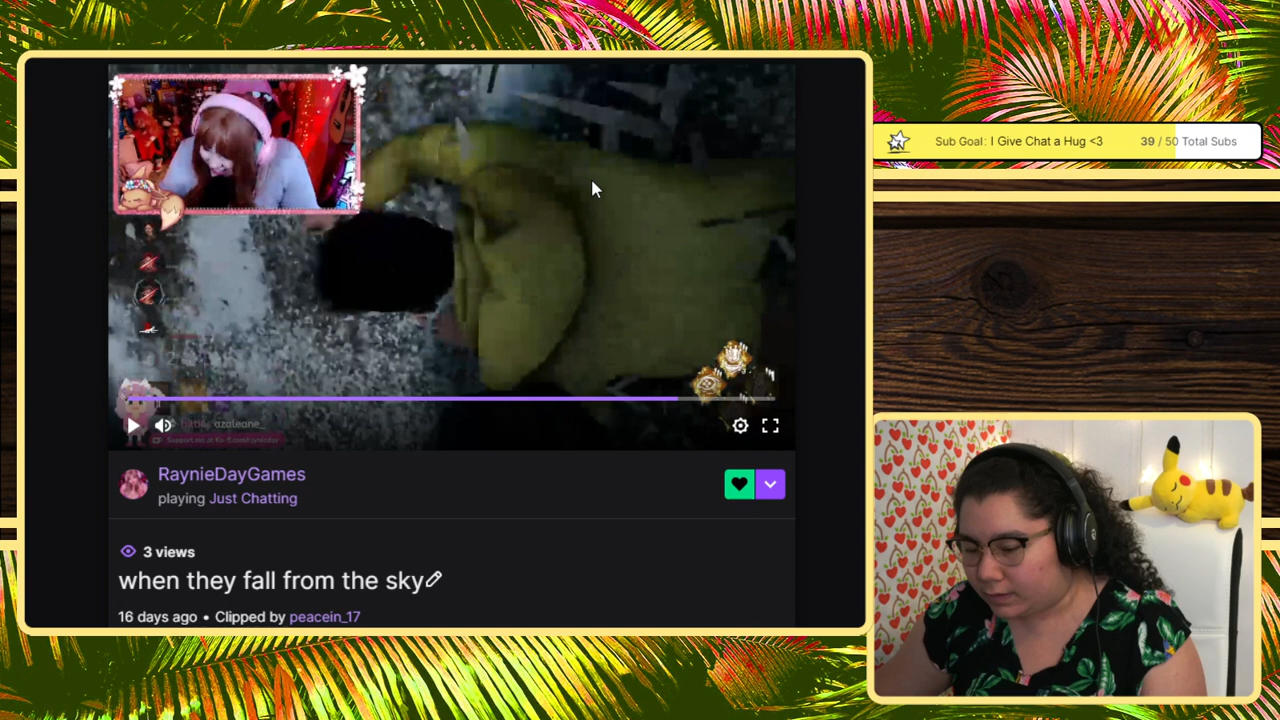 Sub Goal: I Give Chat a Hug <3 39 / 50 Total Subs
azaleane_
RaynieDayGames
playing Just Chatting
3 views
when they fall from the sky
16 days ago • Clipped by peacein_17